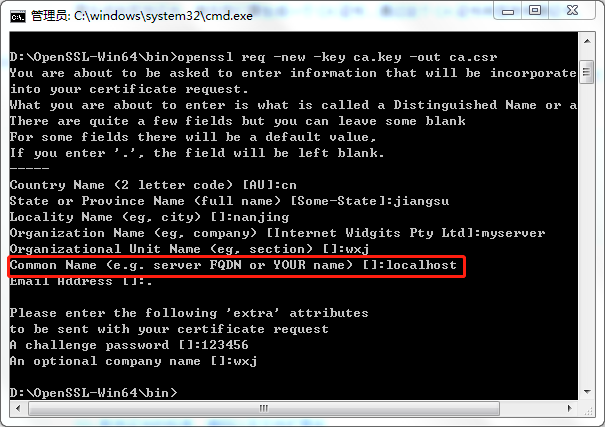 管理员: C:\windows\system32\cmd.exe
D:\OpenSSL-Win64\bin>openssl req -new -key ca.key -out ca.csr
You are about to be asked to enter information that will be incorporate
into your certificate request.
What you are about to enter is what is called a Distinguished Name or a
There are quite a few fields but you can leave some blank
For some fields there will be a default value,
If you enter '.', the field will be left blank.
-----
Country Name (2 letter code) [AU]:cn
State or Province Name (full name) [Some-State]:jiangsu
Locality Name (eg, city) []:nanjing
Organization Name (eg, company) [Internet Widgits Pty Ltd]:myserver
Organizational Unit Name (eg, section) []:wxj
Common Name (e.g. server FQDN or YOUR name) []:localhost
Email Address []:.
Please enter the following 'extra' attributes
to be sent with your certificate request
A challenge password []:123456
An optional company name []:wxj
D:\OpenSSL-Win64\bin>